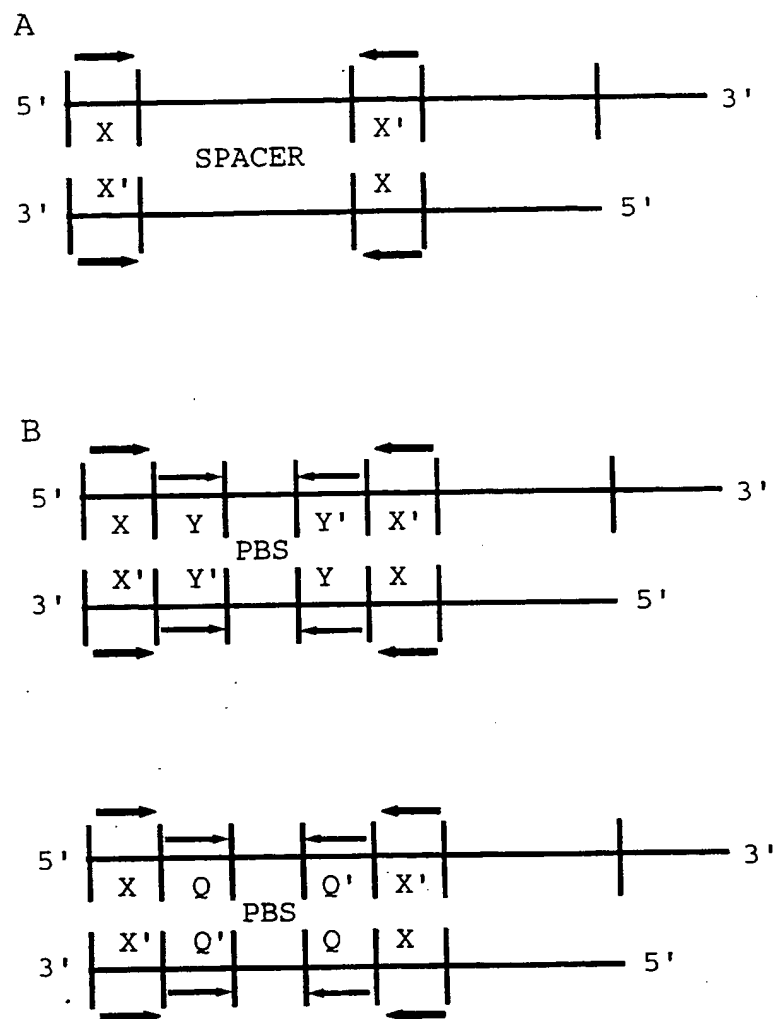 A
5' 3'
X X'
SPACER
X' X
3' 5'
B
5' 3'
X Y Y' X'
PBS
X' Y' Y X
3' 5'
5' 3'
X Q Q' X'
PBS
X' Q' Q X
3' 5'